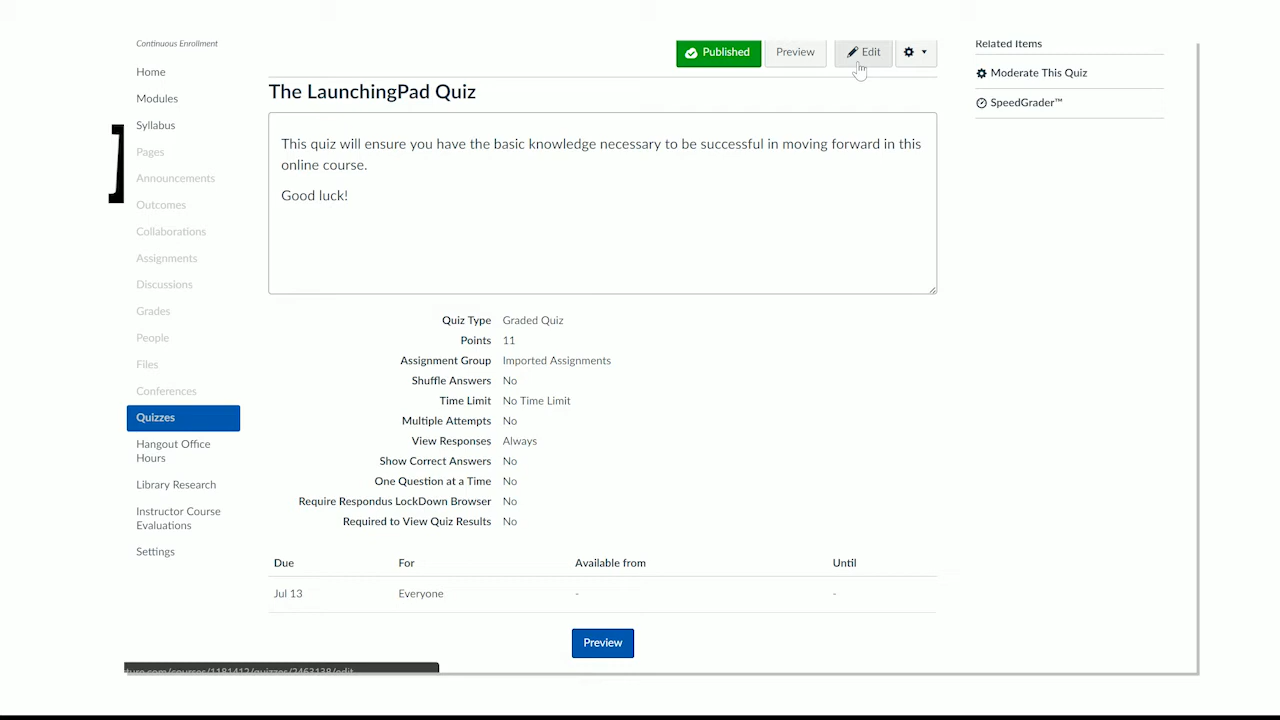 Continuous Enrollment
Home
Modules
Syllabus
Pages
Announcements
Outcomes
Collaborations
Assignments
Discussions
Grades
People
Files
Conferences
Quizzes
Hangout Office
Hours
Library Research
Instructor Course
Evaluations
Settings
Published
Preview
Edit
The LaunchingPad Quiz
This quiz will ensure you have the basic knowledge necessary to be successful in moving forward in this
online course.
Good luck!
Quiz Type Graded Quiz
Points 11
Assignment Group Imported Assignments
Shuffle Answers No
Time Limit No Time Limit
Multiple Attempts No
View Responses Always
Show Correct Answers No
One Question at a Time No
Require Respondus LockDown Browser No
Required to View Quiz Results No
Due For Available from Until
Jul 13 Everyone - -
Preview
Related Items
Moderate This Quiz
SpeedGrader™